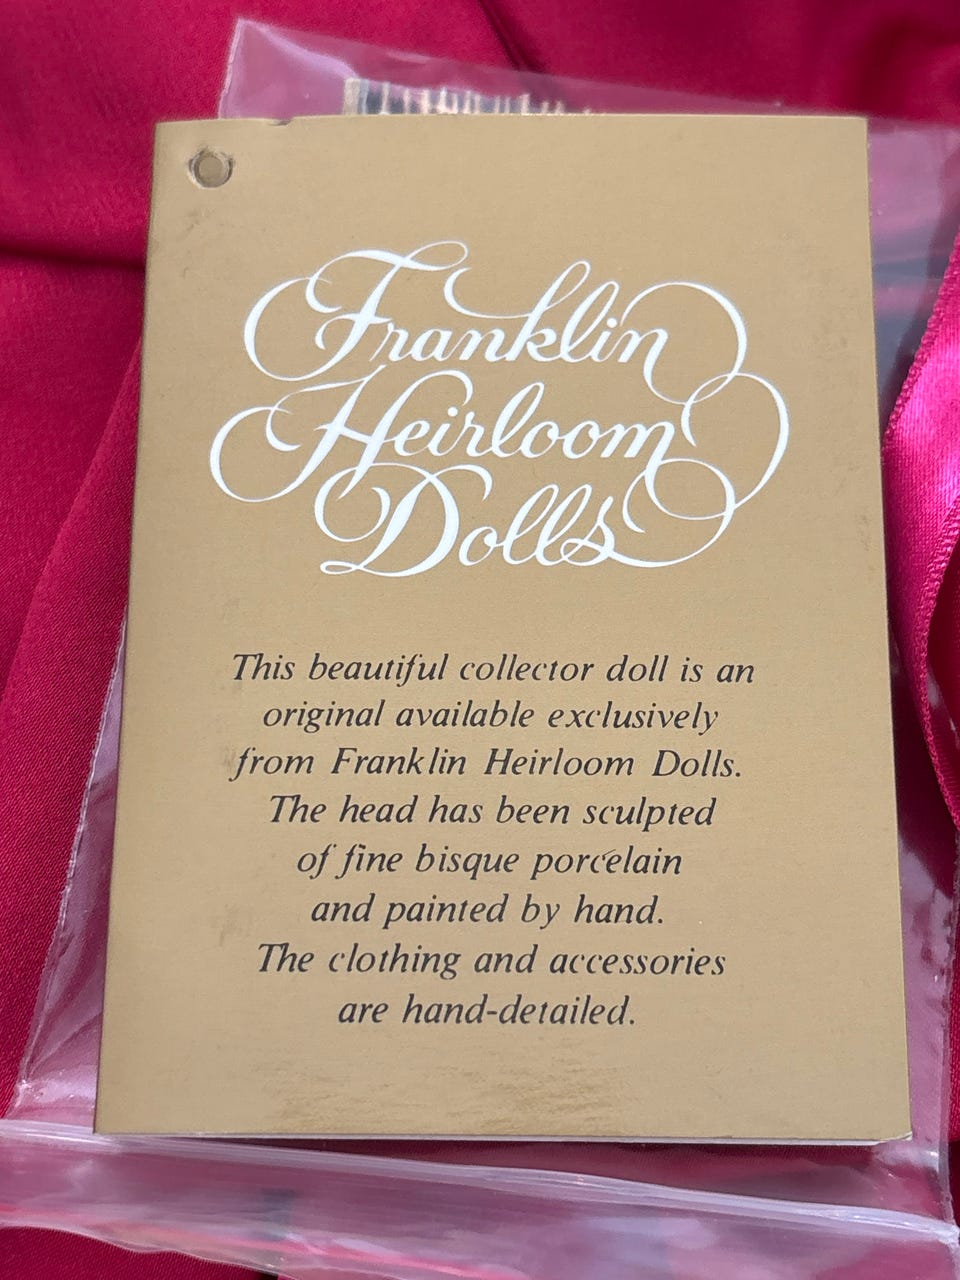 Franklin
Heirloom
Dolls
This beautiful collector doll is an
original available exclusively
from Franklin Heirloom Dolls.
The head has been sculpted
of fine bisque porcelain
and painted by hand.
The clothing and accessories
are hand-detailed.